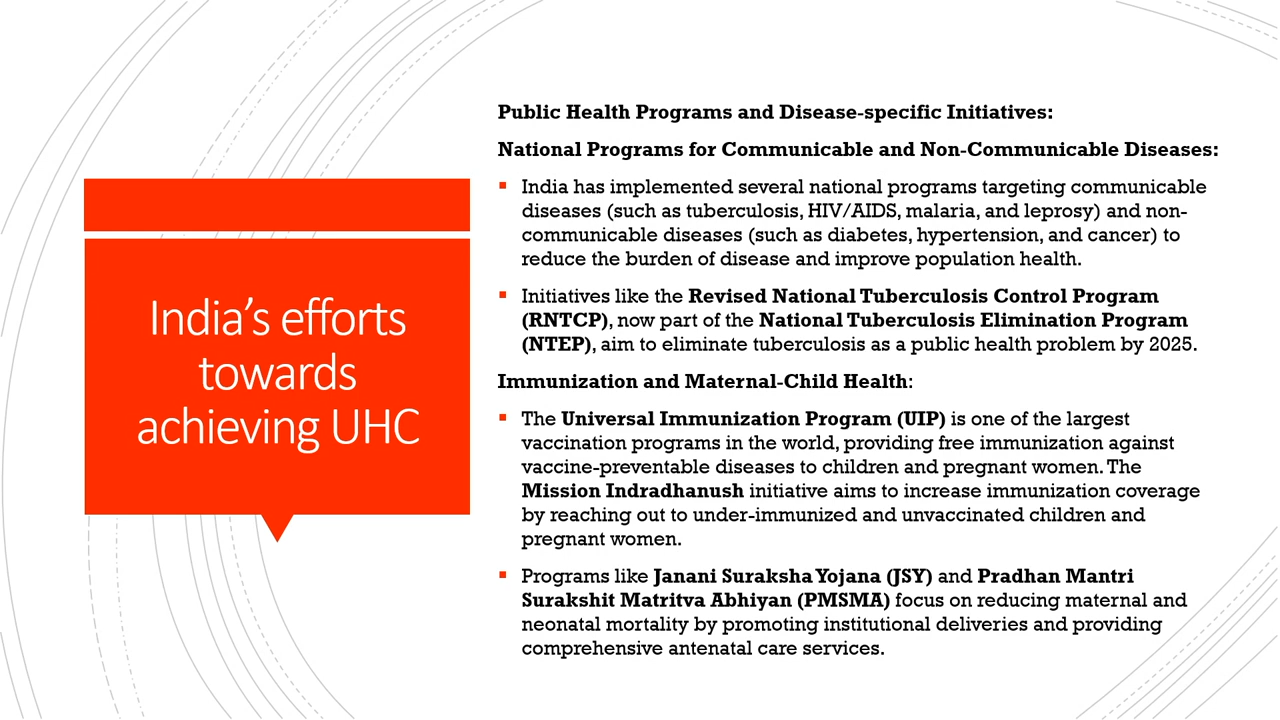 India's efforts
towards
achieving UHC
Public Health Programs and Disease-specific Initiatives:
National Programs for Communicable and Non-Communicable Diseases:
▪ India has implemented several national programs targeting communicable
diseases (such as tuberculosis, HIV/AIDS, malaria, and leprosy) and non-
communicable diseases (such as diabetes, hypertension, and cancer) to
reduce the burden of disease and improve population health.
▪ Initiatives like the Revised National Tuberculosis Control Program
(RNTCP), now part of the National Tuberculosis Elimination Program
(NTEP), aim to eliminate tuberculosis as a public health problem by 2025.
Immunization and Maternal-Child Health:
▪ The Universal Immunization Program (UIP) is one of the largest
vaccination programs in the world, providing free immunization against
vaccine-preventable diseases to children and pregnant women. The
Mission Indradhanush initiative aims to increase immunization coverage
by reaching out to under-immunized and unvaccinated children and
pregnant women.
▪ Programs like Janani Suraksha Yojana (JSY) and Pradhan Mantri
Surakshit Matritva Abhiyan (PMSMA) focus on reducing maternal and
neonatal mortality by promoting institutional deliveries and providing
comprehensive antenatal care services.